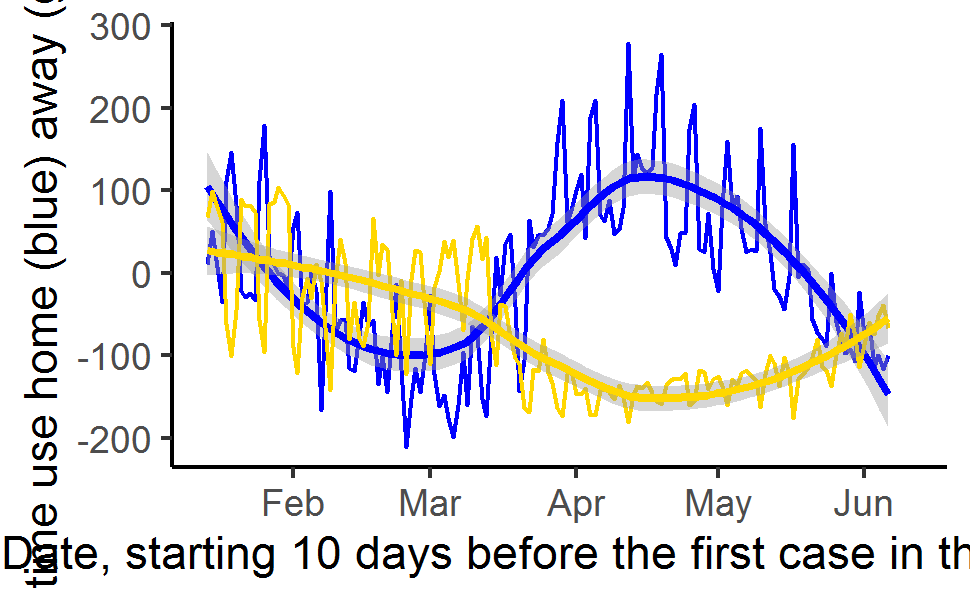 time use home (blue) away (
300
200
100
0
-100
-200
Feb Mar Apr May Jun
Date, starting 10 days before the first case in th